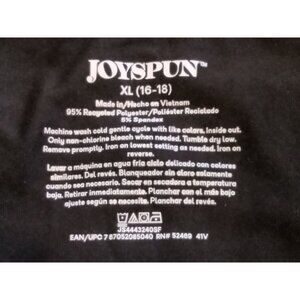 JOYSPUN™
XL (16-18)
Made in/Hecho en Vietnam
95% Recycled Polyester/Poliéster Reciclado
5% Spandex
Machine wash cold gentle cycle with like colors, inside out.
Only non-chlorine bleach when needed. Tumble dry low.
Remove promptly. Iron on lowest setting as needed. Iron on
reverse.
Lavar a máquina en agua fría ciclo delicado con colores
similares. Del revés. Blanqueador sin cloro solamente
cuando sea necesario. Secar en secadora a temperatura
baja. Retirar inmediatamente. Planchar con el más bajo
ajuste según se necesite. Planchar del revés.
JS4443240SF
EAN/UPC 7 67052085040 RN# 52469 41V